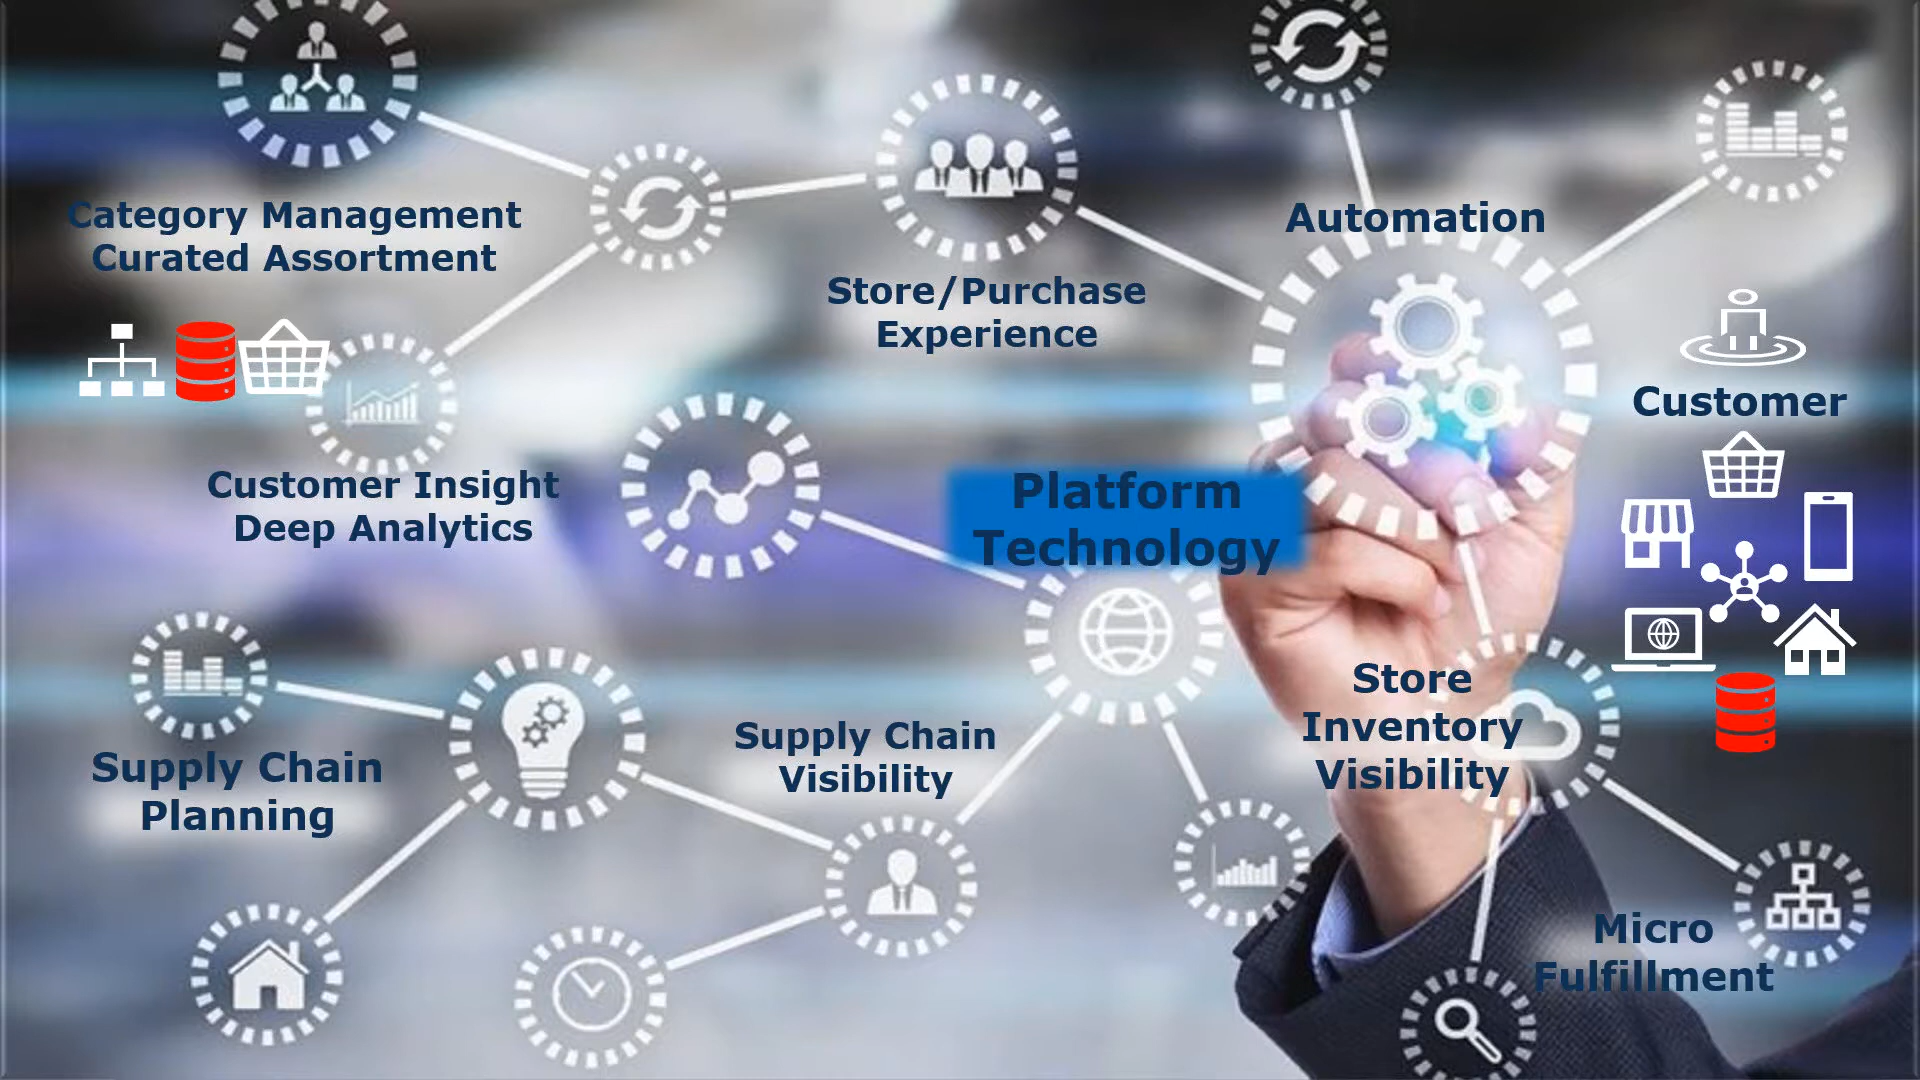 Category Management
Curated Assortment
Store/Purchase
Experience
Automation
Customer
Customer Insight
Deep Analytics
Platform
Technology
Supply Chain
Planning
Supply Chain
Visibility
Store
Inventory
Visibility
Micro
Fulfillment